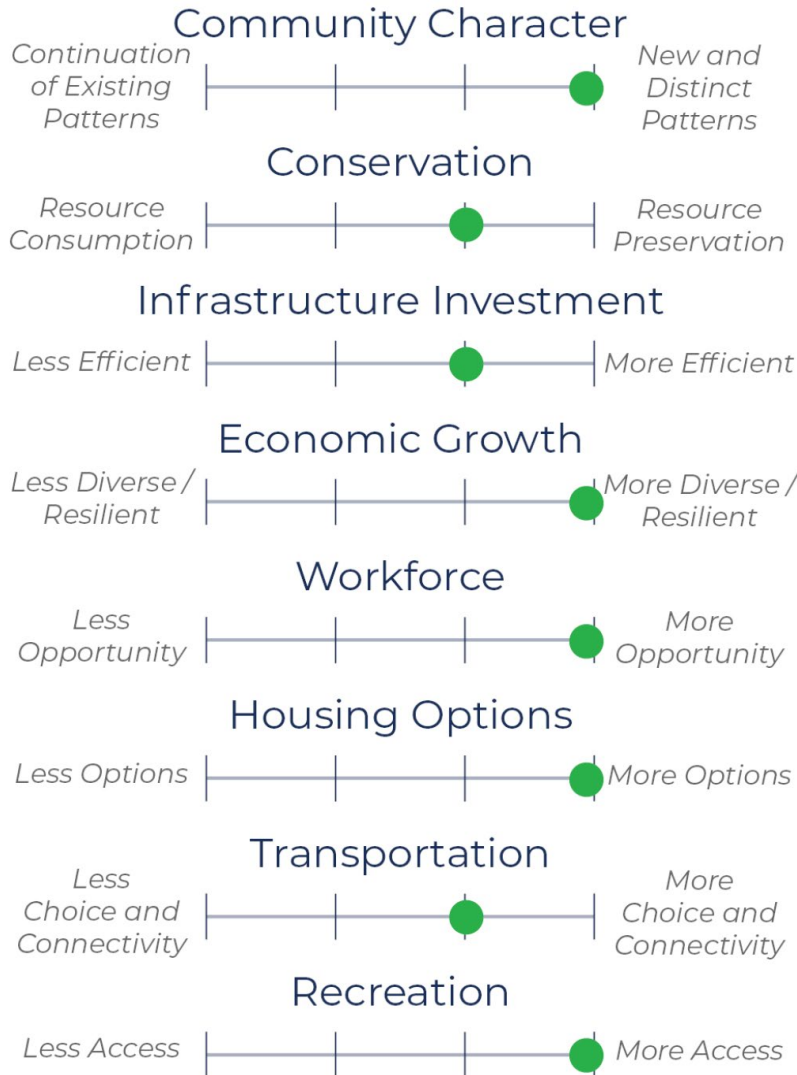 Community Character
Continuation
of Existing
Patterns
New and
Distinct
Patterns
Conservation
Resource
Consumption
Resource
Preservation
Infrastructure Investment
Less Efficient
More Efficient
Economic Growth
Less Diverse /
Resilient
More Diverse /
Resilient
Workforce
Less
Opportunity
More
Opportunity
Housing Options
Less Options
More Options
Transportation
Less
Choice and
Connectivity
More
Choice and
Connectivity
Recreation
Less Access
More Access